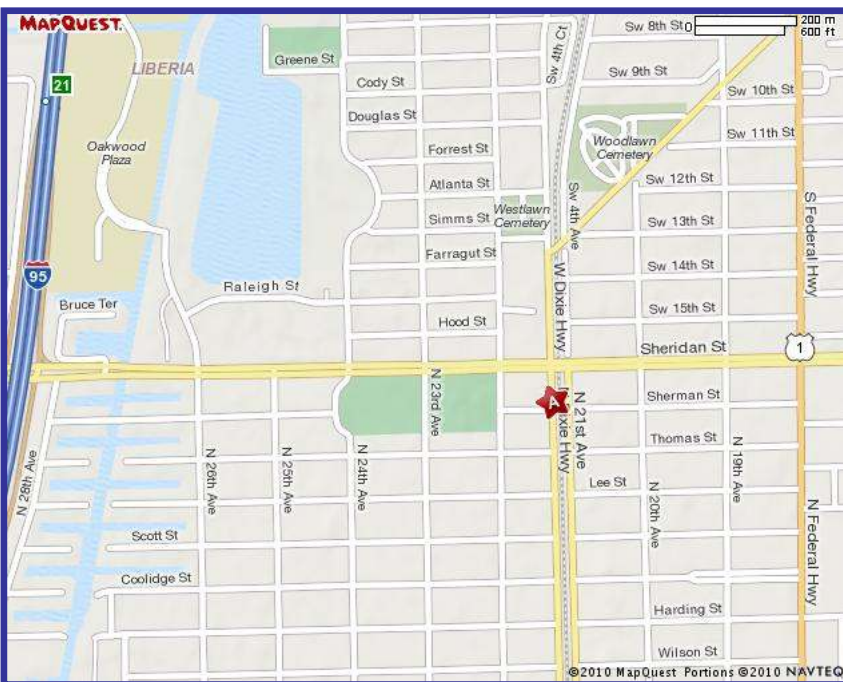 MAPQUEST.
Sw 8th St
0
200 m
600 ft
Greene St
Sw 4th Ct
LIBERIA
Cody St
Sw 9th St
21
Sw 10th St
Douglas St
Sw 11th St
Oakwood
Plaza
Forrest St
Woodlawn
Cemetery
Atlanta St
Sw 12th St
Sw 4th Ave
Westlawn
Cemetery
Simms St
Sw 13th St
S Federal Hwy
Farragut St
Sw 14th St
95
W Dixie Hwy
Raleigh St
Bruce Ter
Sw 15th St
Hood St
Sheridan St
1
N 23rd Ave
A
Dixie Hwy
N 21st Ave
Sherman St
Thomas St
N 28th Ave
N 26th Ave
N 25th Ave
N 24th Ave
N 20th Ave
N 19th Ave
Lee St
N Federal Hwy
Scott St
Coolidge St
Harding St
Wilson St
©2010 MapQuest Portions ©2010 NAVTEQ